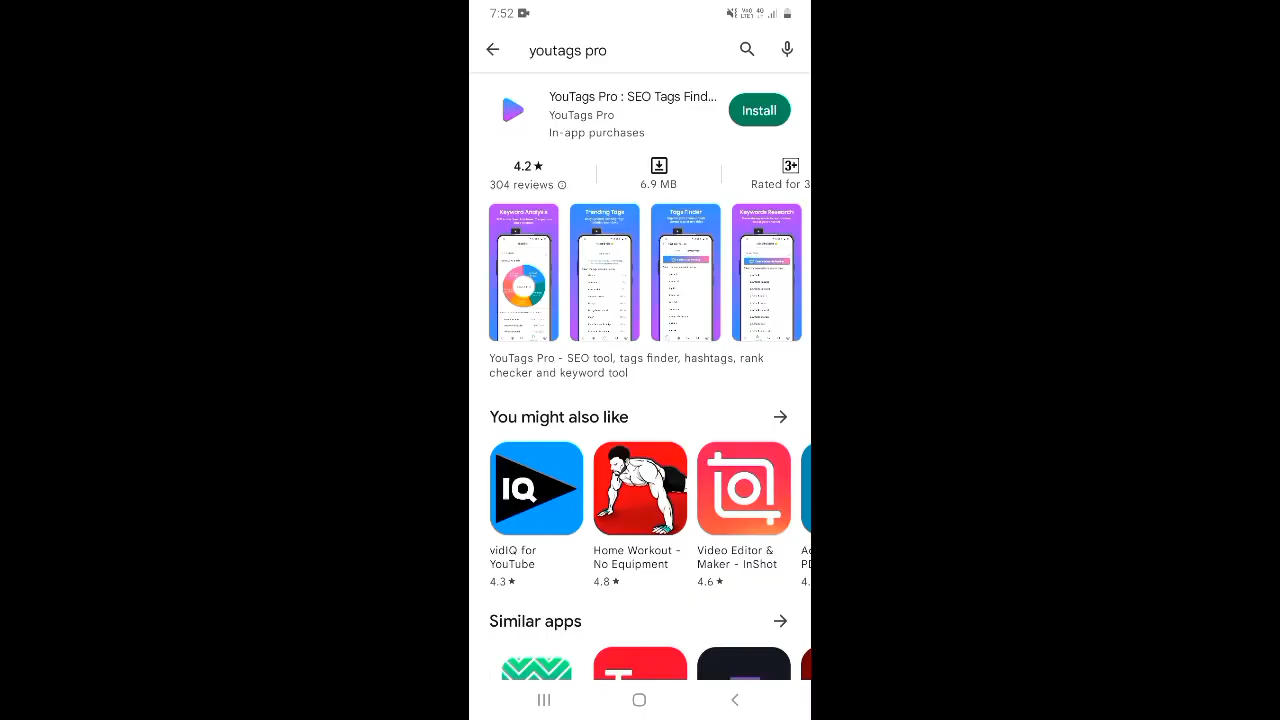 7:52
youtags pro
YouTags Pro : SEO Tags Find...
YouTags Pro
In-app purchases
Install
4.2★
304 reviews
6.9 MB
3+
Rated for 3
Keyword Analysis
Trending Tags
Tags Finder
Keywords Research
YouTags Pro - SEO tool, tags finder, hashtags, rank
checker and keyword tool
You might also like
IQ
vidIQ for
YouTube
4.3★
Home Workout -
No Equipment
4.8★
Video Editor &
Maker - InShot
4.6★
Similar apps